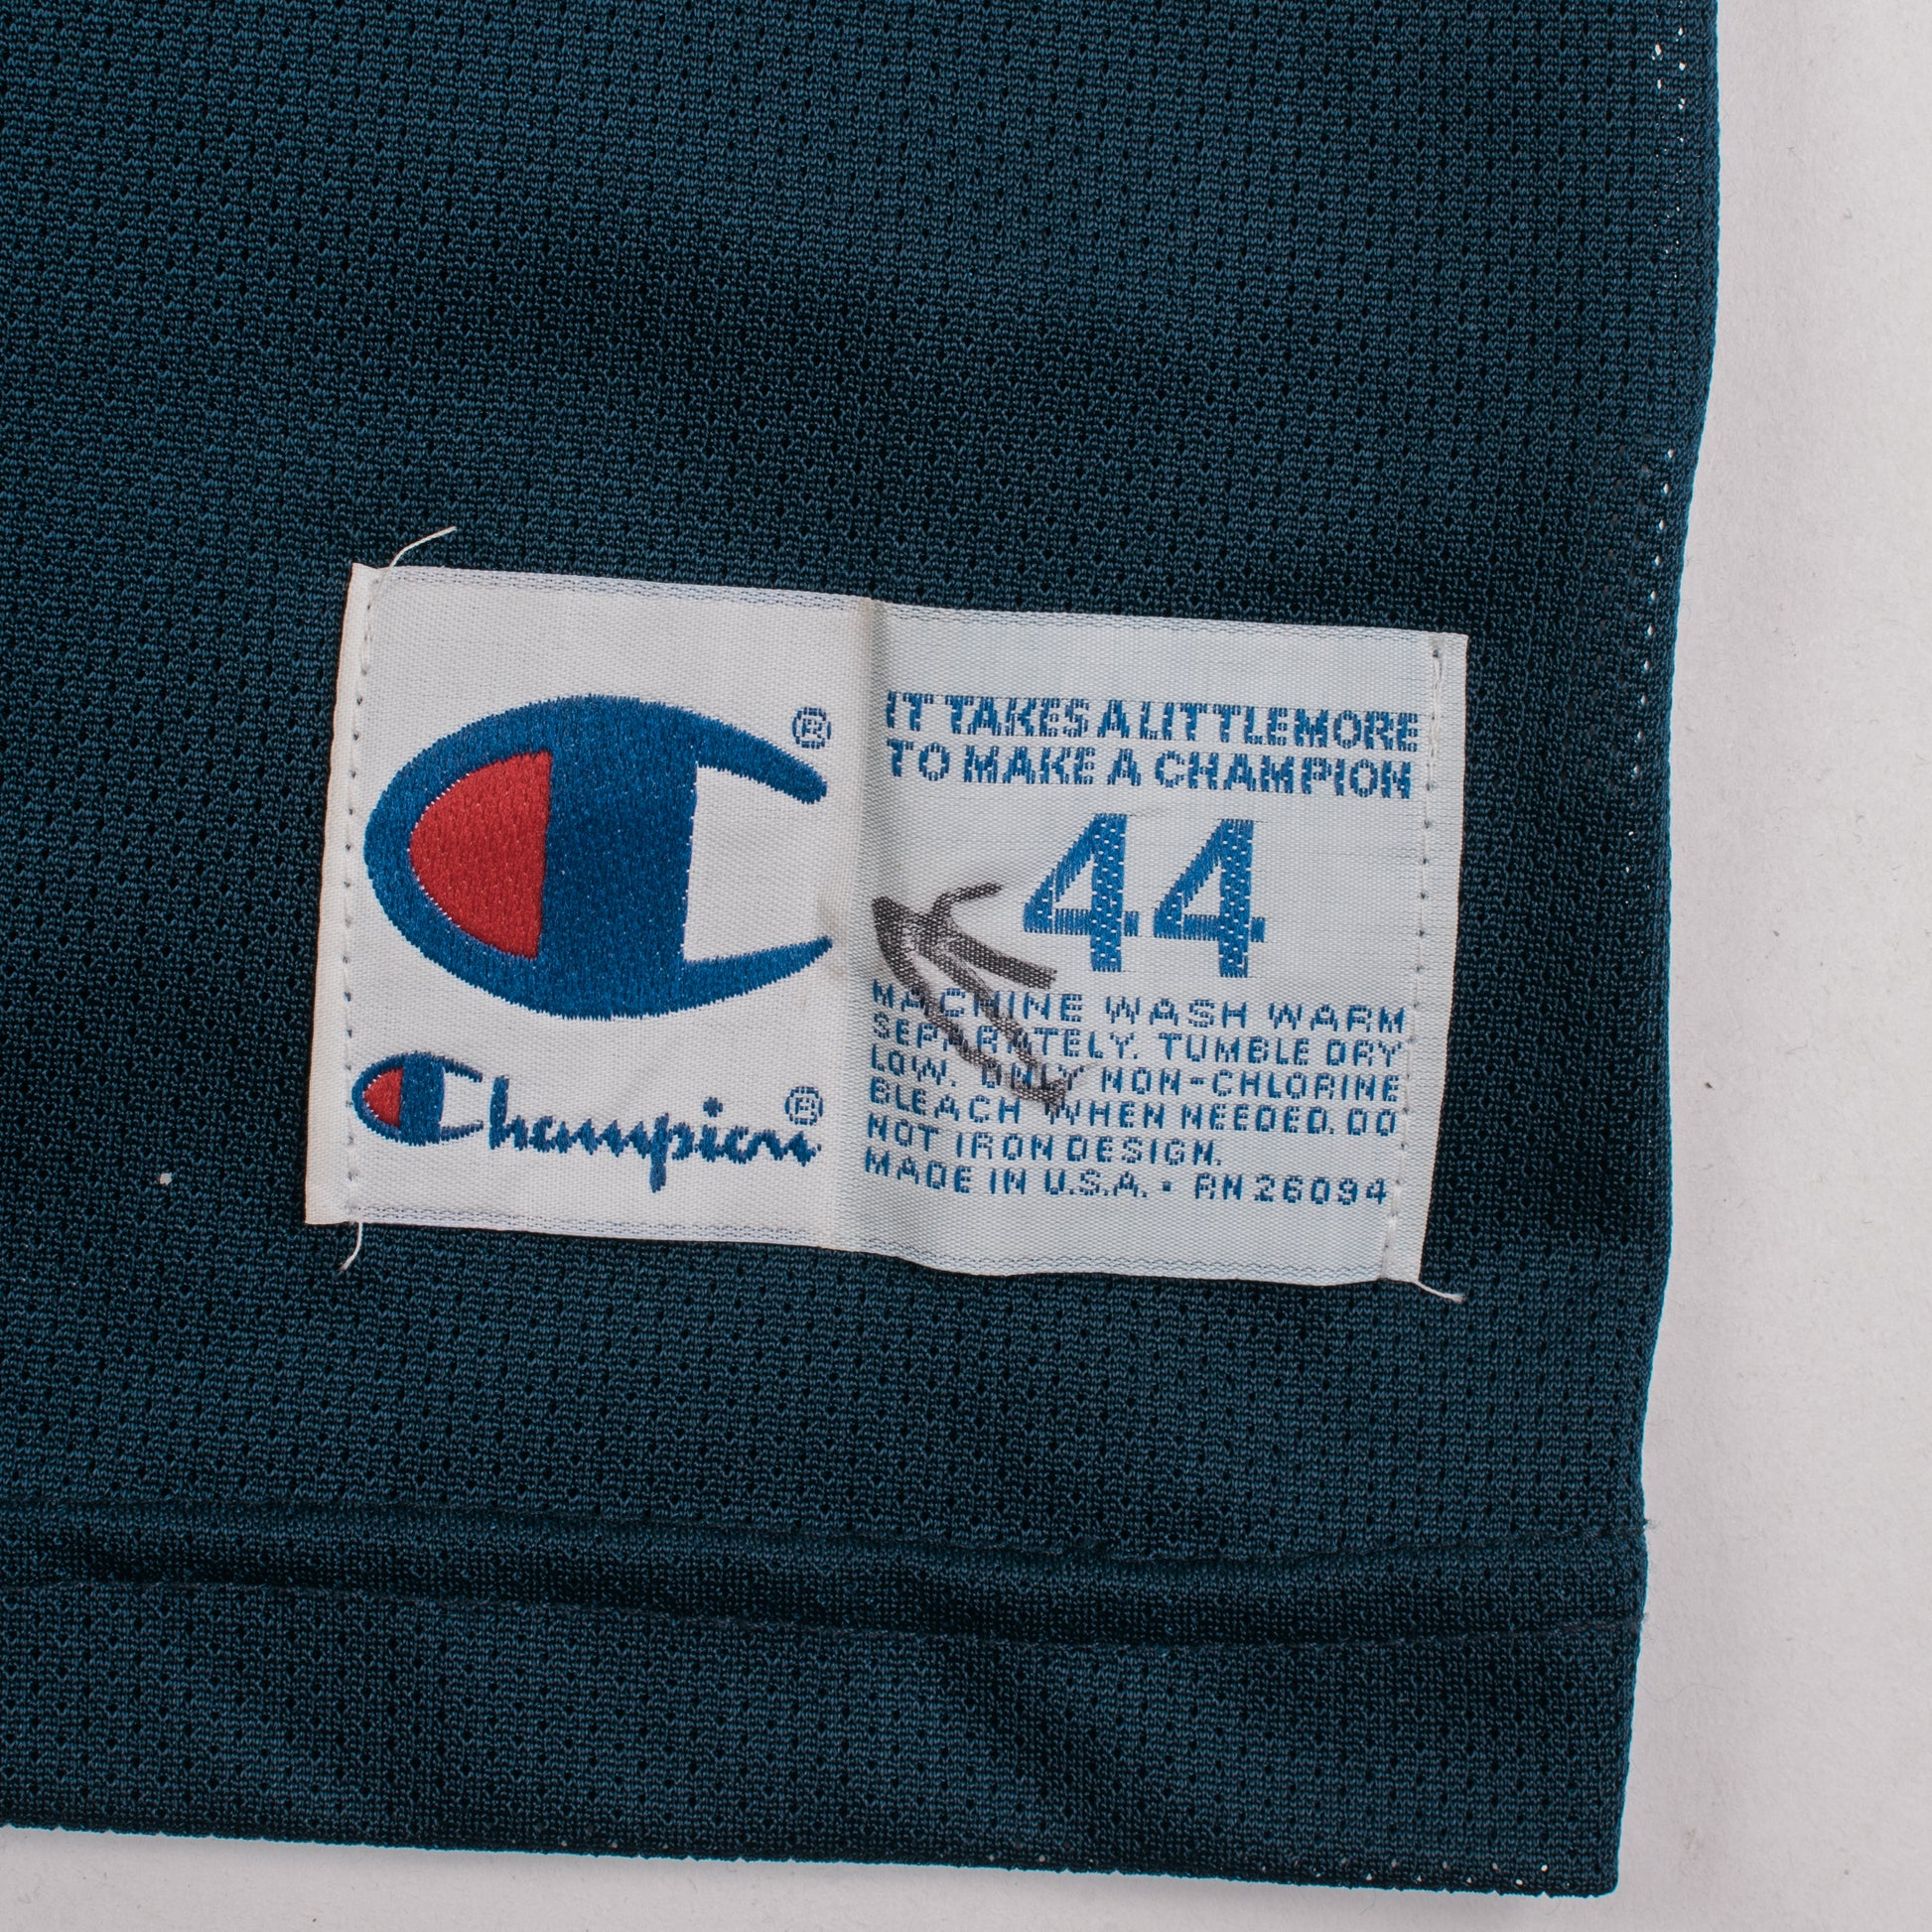 ®
IT TAKES A LITTLE MORE
TO MAKE A CHAMPION
44
Champion®
MACHINE WASH WARM
SEPARATELY. TUMBLE DRY
LOW. ONLY NON-CHLORINE
BLEACH WHEN NEEDED. DO
NOT IRON DESIGN.
MADE IN U.S.A. • RN 26094